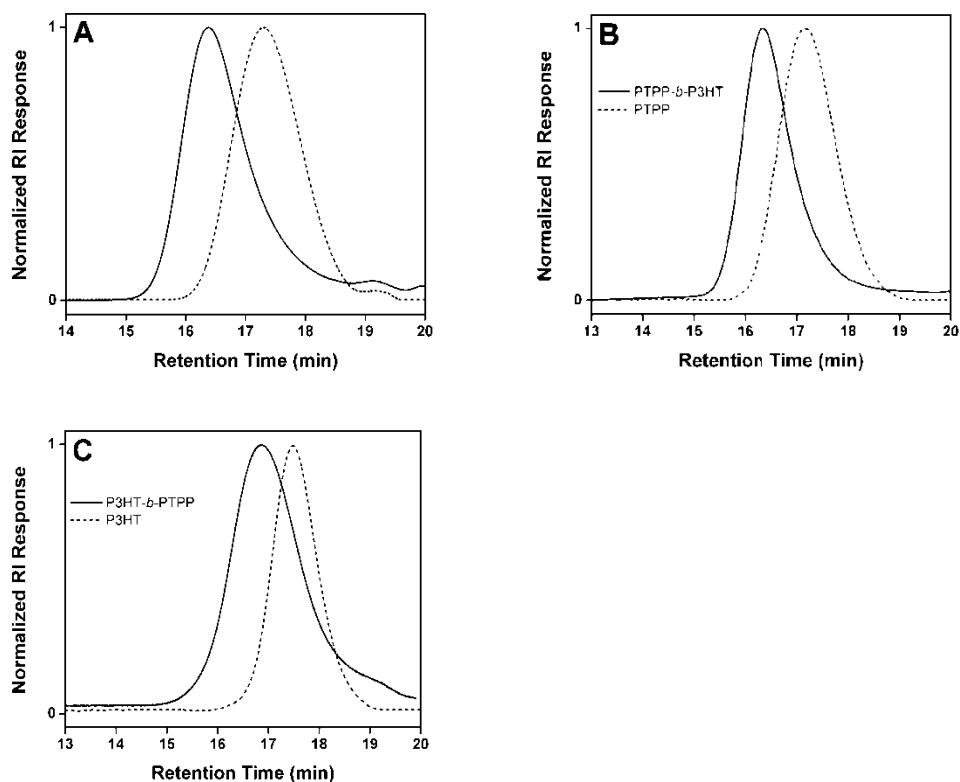 A
1
0
Normalized RI Response
14 15 16 17 18 19 20
Retention Time (min)
B
1
0
Normalized RI Response
PTPP-b-P3HT
PTPP
13 14 15 16 17 18 19 20
Retention Time (min)
C
1
0
Normalized RI Response
P3HT-b-PTPP
P3HT
13 14 15 16 17 18 19 20
Retention Time (min)